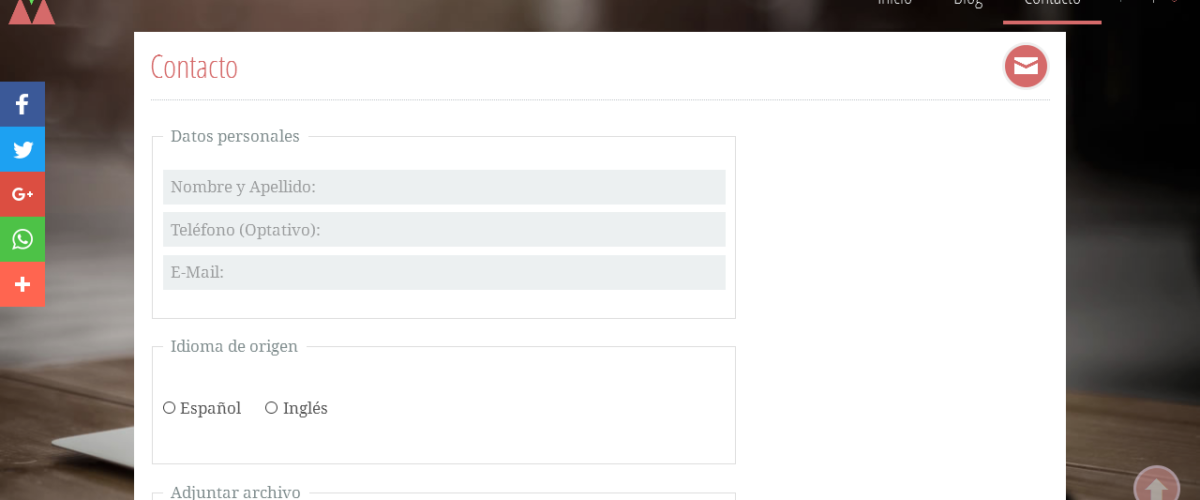 Inicio Blog Contacto
Contacto
Datos personales
Nombre y Apellido:
Teléfono (Optativo):
E-Mail:
Idioma de origen
Español Inglés
Adjuntar archivo